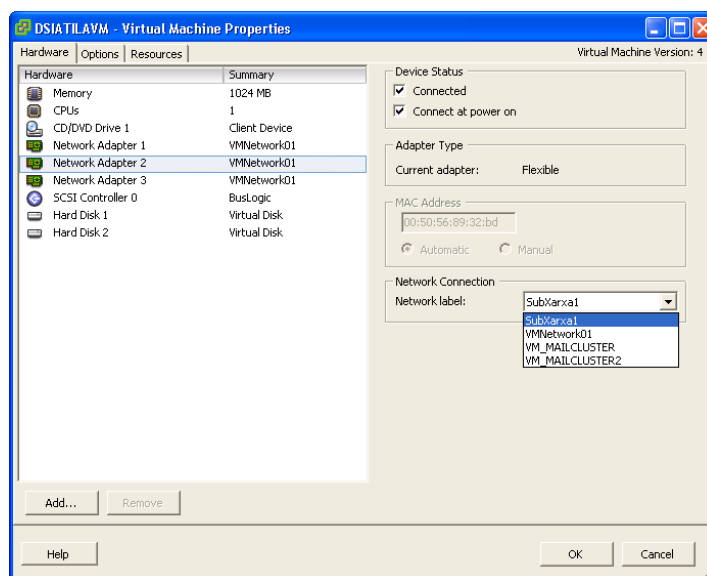 DSIATILAVM - Virtual Machine Properties
Hardware Options Resources Virtual Machine Version: 4
Hardware Summary
Memory 1024 MB
CPUs 1
CD/DVD Drive 1 Client Device
Network Adapter 1 VMNetwork01
Network Adapter 2 VMNetwork01
Network Adapter 3 VMNetwork01
SCSI Controller 0 BusLogic
Hard Disk 1 Virtual Disk
Hard Disk 2 Virtual Disk
Device Status
Connected
Connect at power on
Adapter Type
Current adapter: Flexible
MAC Address
00:50:56:89:32:bd
Automatic Manual
Network Connection
Network label: SubXarxa1
SubXarxa1
VMNetwork01
VM_MAILCLUSTER
VM_MAILCLUSTER2
Add... Remove
Help OK Cancel